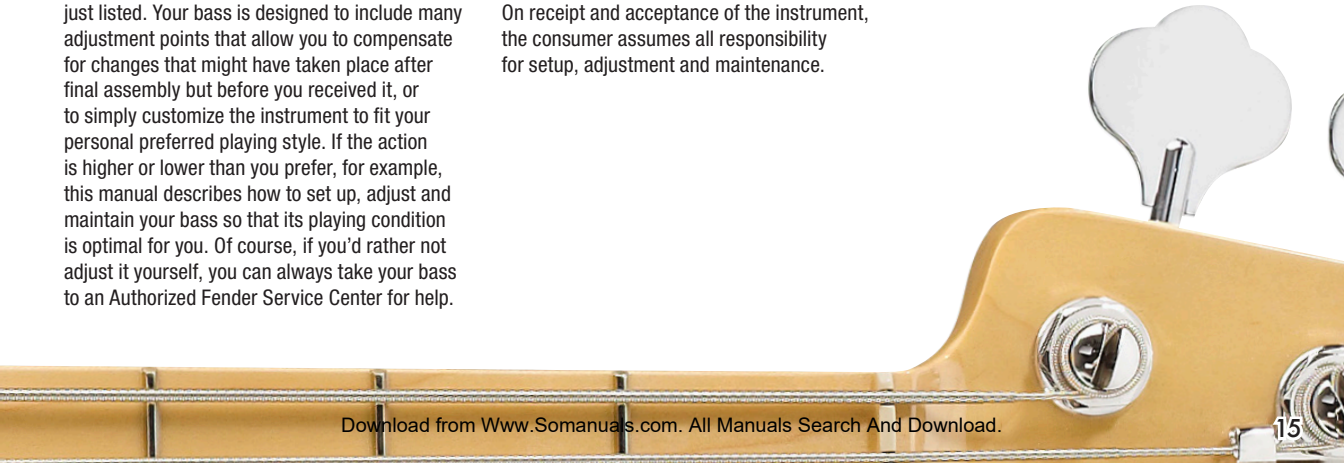 just listed. Your bass is designed to include many
adjustment points that allow you to compensate
for changes that might have taken place after
final assembly but before you received it, or
to simply customize the instrument to fit your
personal preferred playing style. If the action
is higher or lower than you prefer, for example,
this manual describes how to set up, adjust and
maintain your bass so that its playing condition
is optimal for you. Of course, if you’d rather not
adjust it yourself, you can always take your bass
to an Authorized Fender Service Center for help.
On receipt and acceptance of the instrument,
the consumer assumes all responsibility
for setup, adjustment and maintenance.
Download from Www.Somanuals.com. All Manuals Search And Download.
15